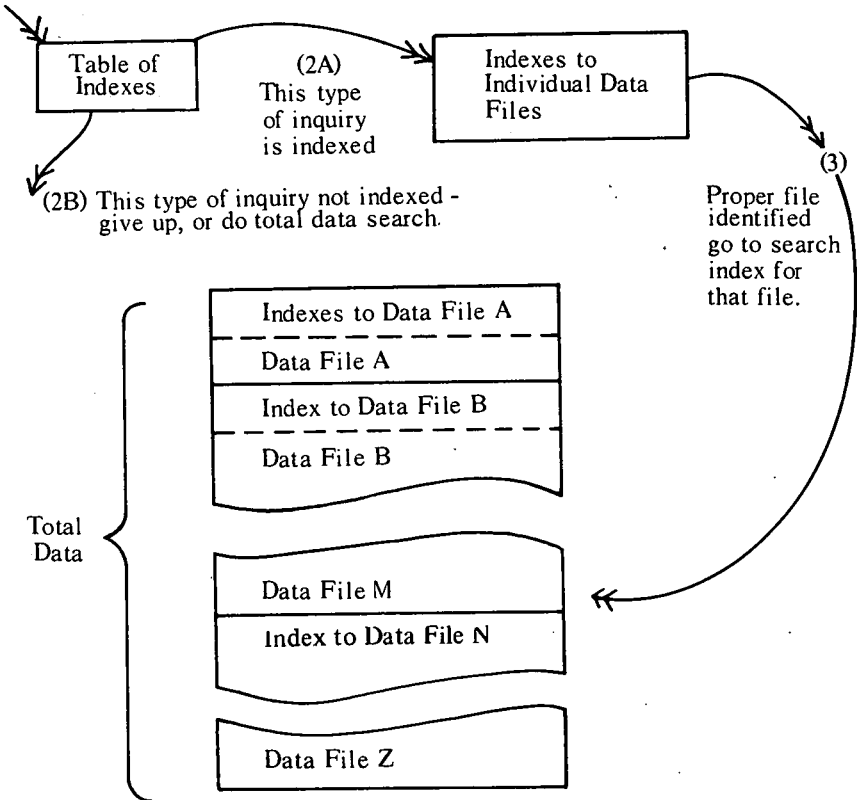 Table of
Indexes
(2A)
This type
of inquiry
is indexed
Indexes to
Individual Data
Files
(2B) This type of inquiry not indexed -
give up, or do total data search.
(3)
Proper file
identified
go to search
index for
that file.
Indexes to Data File A
Data File A
Index to Data File B
Data File B
Total
Data
Data File M
Index to Data File N
Data File Z